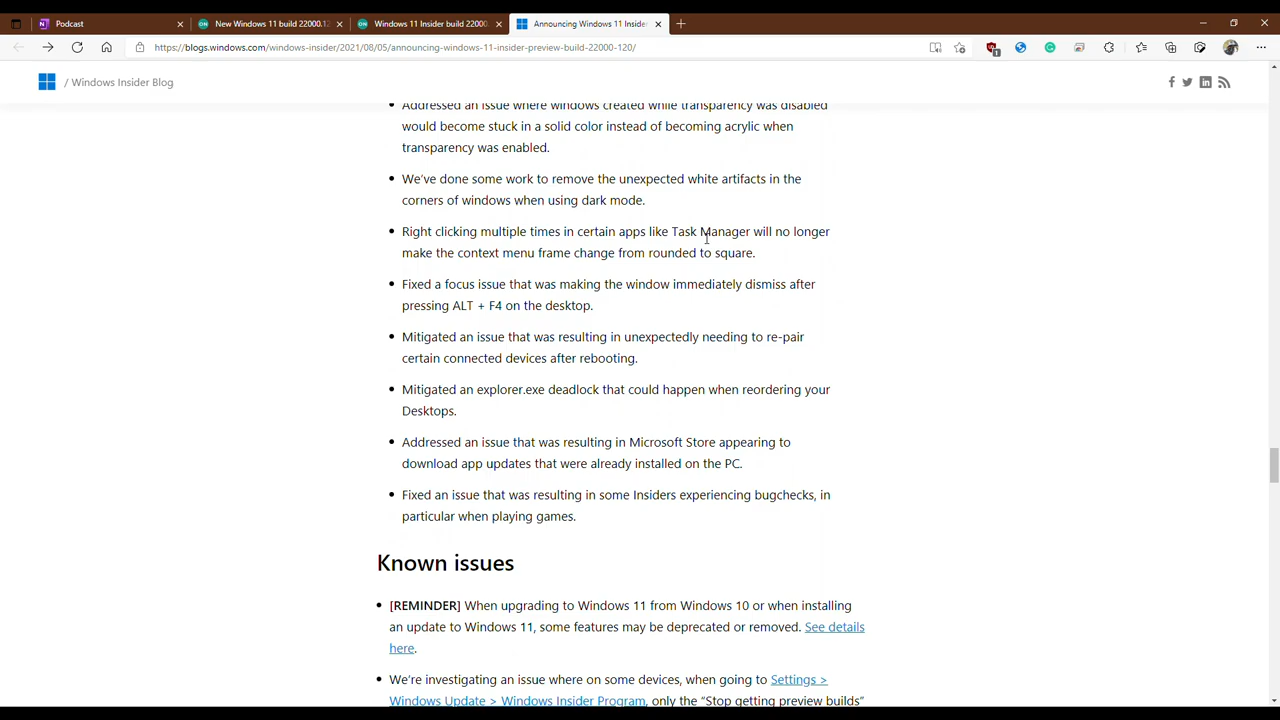 Podcast
New Windows 11 build 22000.12
Windows 11 Insider build 22000
Announcing Windows 11 Inside
https://blogs.windows.com/windows-insider/2021/08/05/announcing-windows-11-insider-preview-build-22000-120/
/ Windows Insider Blog
• Addressed an issue where windows created while transparency was disabled
would become stuck in a solid color instead of becoming acrylic when
transparency was enabled.
• We've done some work to remove the unexpected white artifacts in the
corners of windows when using dark mode.
• Right clicking multiple times in certain apps like Task Manager will no longer
make the context menu frame change from rounded to square.
• Fixed a focus issue that was making the window immediately dismiss after
pressing ALT + F4 on the desktop.
• Mitigated an issue that was resulting in unexpectedly needing to re-pair
certain connected devices after rebooting.
• Mitigated an explorer.exe deadlock that could happen when reordering your
Desktops.
• Addressed an issue that was resulting in Microsoft Store appearing to
download app updates that were already installed on the PC.
• Fixed an issue that was resulting in some Insiders experiencing bugchecks, in
particular when playing games.
Known issues
• [REMINDER] When upgrading to Windows 11 from Windows 10 or when installing
an update to Windows 11, some features may be deprecated or removed. See details
here.
• We're investigating an issue where on some devices, when going to Settings >
Windows Update > Windows Insider Program, only the "Stop getting preview builds"